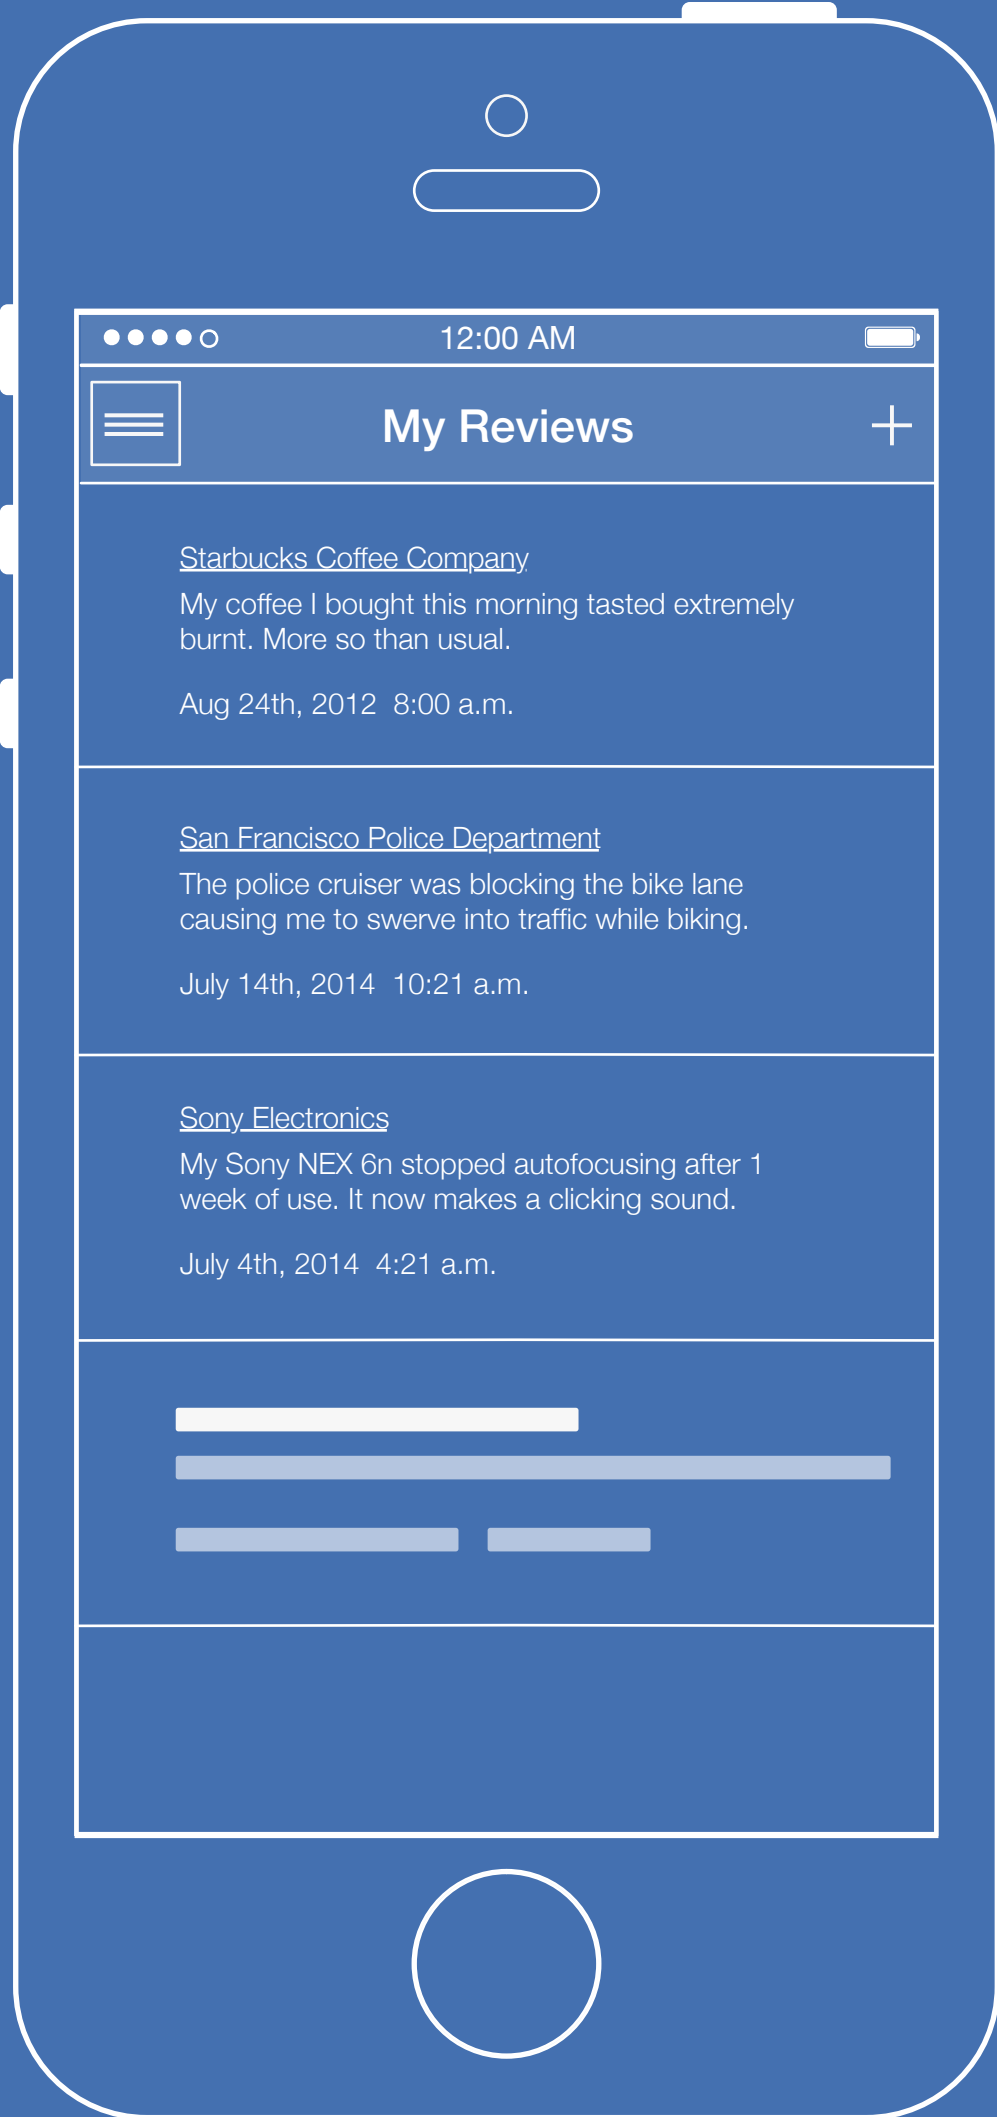 12:00 AM
My Reviews
Starbucks Coffee Company
My coffee I bought this morning tasted extremely
burnt. More so than usual.
Aug 24th, 2012  8:00 a.m.
San Francisco Police Department
The police cruiser was blocking the bike lane
causing me to swerve into traffic while biking.
July 14th, 2014  10:21 a.m.
Sony Electronics
My Sony NEX 6n stopped autofocusing after 1
week of use. It now makes a clicking sound.
July 4th, 2014  4:21 a.m.